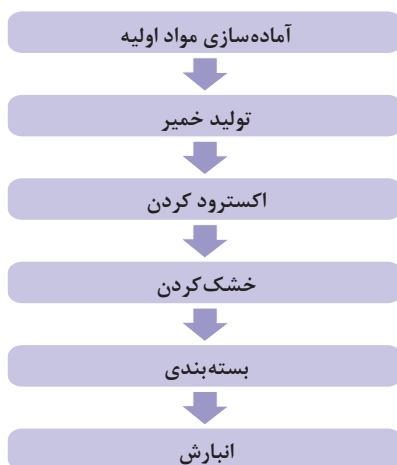 آماده‌سازی مواد اولیه
تولید خمیر
اکسترود کردن
خشک‌کردن
بسته‌بندی
انبارش